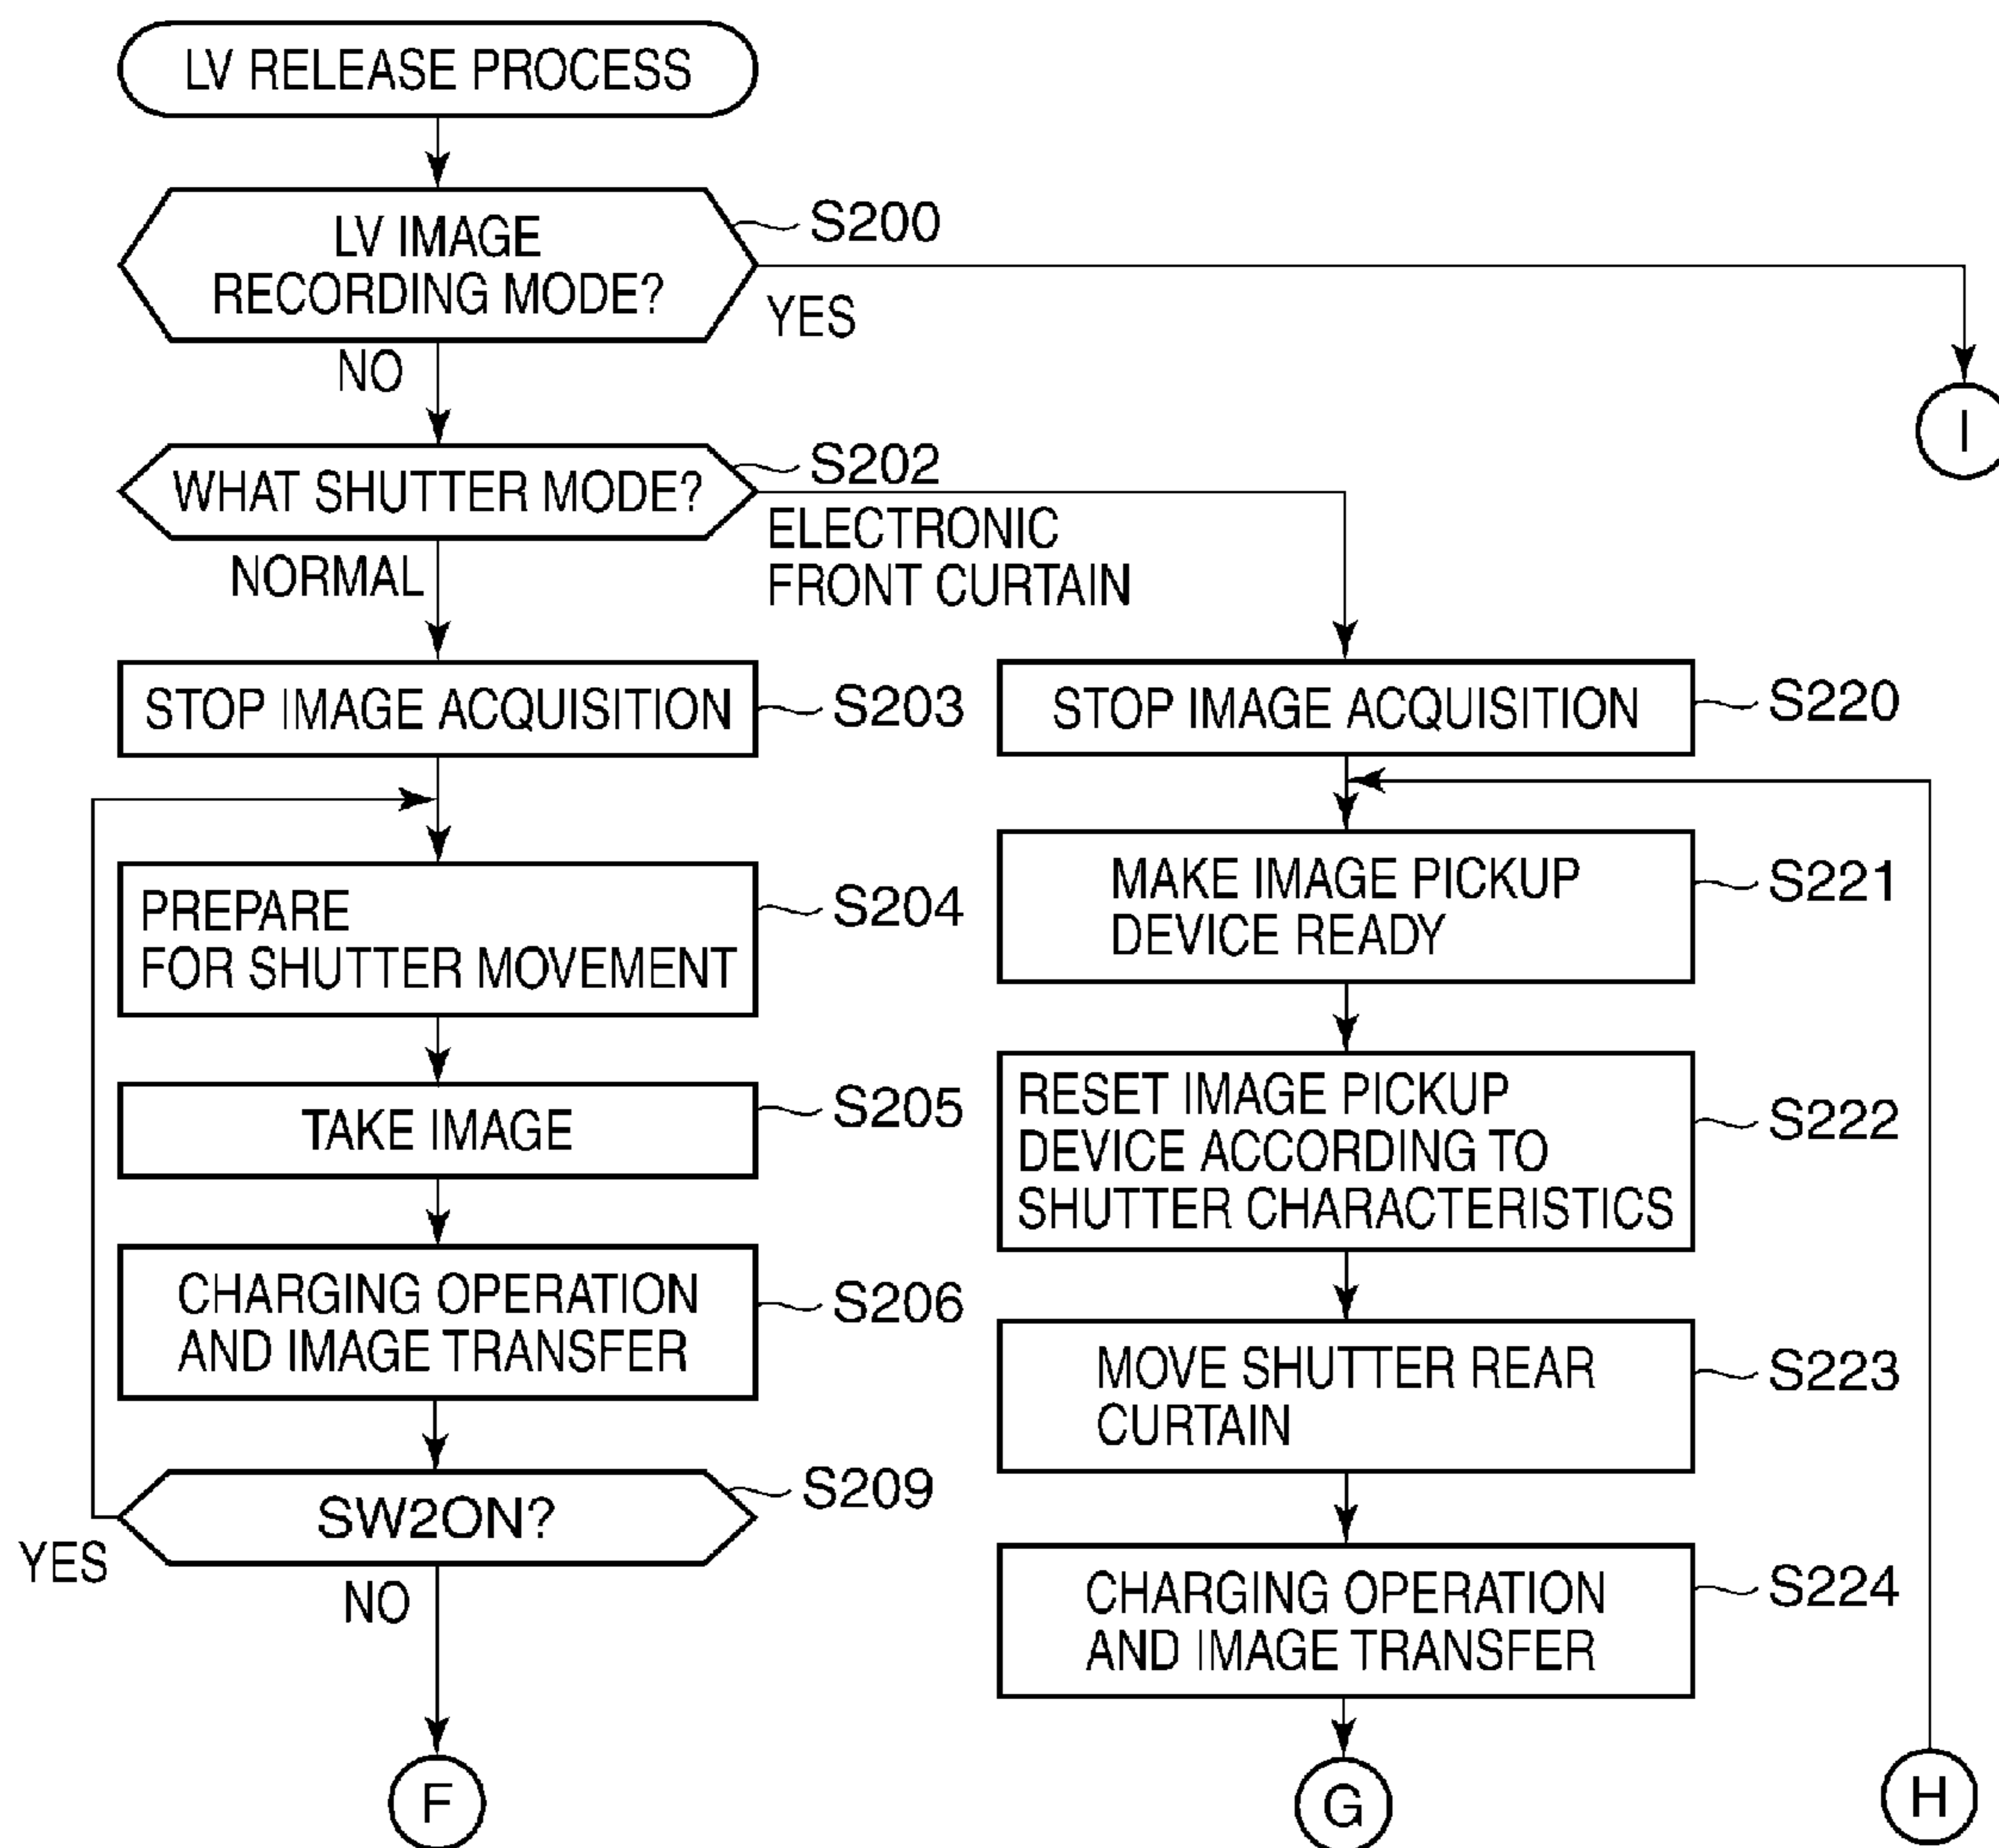 LV RELEASE PROCESS
LV IMAGE
RECORDING MODE?
S200
YES
NO
I
WHAT SHUTTER MODE?
S202
ELECTRONIC
FRONT CURTAIN
NORMAL
STOP IMAGE ACQUISITION
S203
PREPARE
FOR SHUTTER MOVEMENT
S204
TAKE IMAGE
S205
CHARGING OPERATION
AND IMAGE TRANSFER
S206
SW2ON?
S209
YES
NO
F
STOP IMAGE ACQUISITION
S220
MAKE IMAGE PICKUP
DEVICE READY
S221
RESET IMAGE PICKUP
DEVICE ACCORDING TO
SHUTTER CHARACTERISTICS
S222
MOVE SHUTTER REAR
CURTAIN
S223
CHARGING OPERATION
AND IMAGE TRANSFER
S224
G
H